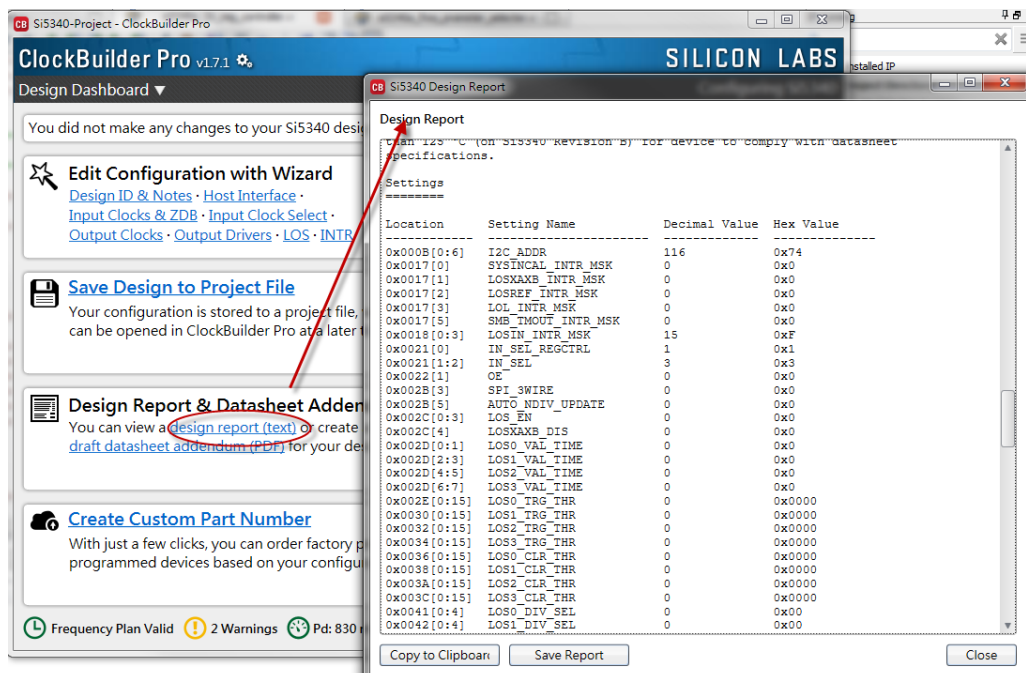 Si5340-Project - ClockBuilder Pro
ClockBuilder Pro v1.7.1
SILICON LABS
Design Dashboard ▼
nstalled IP
You did not make any changes to your Si5340
Edit Configuration with Wizard
Design ID & Notes · Host Interface ·
Input Clocks & ZDB · Input Clock Select ·
Output Clocks · Output Drivers · LOS · INTR
Save Design to Project File
Your configuration is stored to a project file,
can be opened in ClockBuilder Pro at a later
Design Report & Datasheet
You can view a design report (text) or create
draft datasheet addendum (PDF) for your
Create Custom Part Number
With just a few clicks, you can order factory
programmed devices based on your
Frequency Plan Valid 2 Warnings Pd: 830
Si5340 Design Report
Design Report
than 125 °C (on Si5340 Revision B) for device to comply with datasheet
specifications.
Settings
========
Location Setting Name Decimal Value Hex Value
------------ --------------------- ------------- --------------
0x000B[0:6] I2C_ADDR 116 0x74
0x0017[0] SYSINCAL_INTR_MSK 0 0x0
0x0017[1] LOSXAXB_INTR_MSK 0 0x0
0x0017[2] LOSREF_INTR_MSK 0 0x0
0x0017[3] LOL_INTR_MSK 0 0x0
0x0017[5] SMB_TMOUT_INTR_MSK 0 0x0
0x0018[0:3] LOSIN_INTR_MSK 15 0xF
0x0021[0] IN_SEL_REGCTRL 1 0x1
0x0021[1:2] IN_SEL 3 0x3
0x0022[1] OE 0 0x0
0x002B[3] SPI_3WIRE 0 0x0
0x002B[5] AUTO_NDIV_UPDATE 0 0x0
0x002C[0:3] LOS_EN 0 0x0
0x002C[4] LOSXAXB_DIS 0 0x0
0x002D[0:1] LOS0_VAL_TIME 0 0x0
0x002D[2:3] LOS1_VAL_TIME 0 0x0
0x002D[4:5] LOS2_VAL_TIME 0 0x0
0x002D[6:7] LOS3_VAL_TIME 0 0x0
0x002E[0:15] LOS0_TRG_THR 0 0x0000
0x0030[0:15] LOS1_TRG_THR 0 0x0000
0x0032[0:15] LOS2_TRG_THR 0 0x0000
0x0034[0:15] LOS3_TRG_THR 0 0x0000
0x0036[0:15] LOS0_CLR_THR 0 0x0000
0x0038[0:15] LOS1_CLR_THR 0 0x0000
0x003A[0:15] LOS2_CLR_THR 0 0x0000
0x003C[0:15] LOS3_CLR_THR 0 0x0000
0x0041[0:4] LOS0_DIV_SEL 0 0x00
0x0042[0:4] LOS1_DIV_SEL 0 0x00
Copy to Clipboard Save Report Close